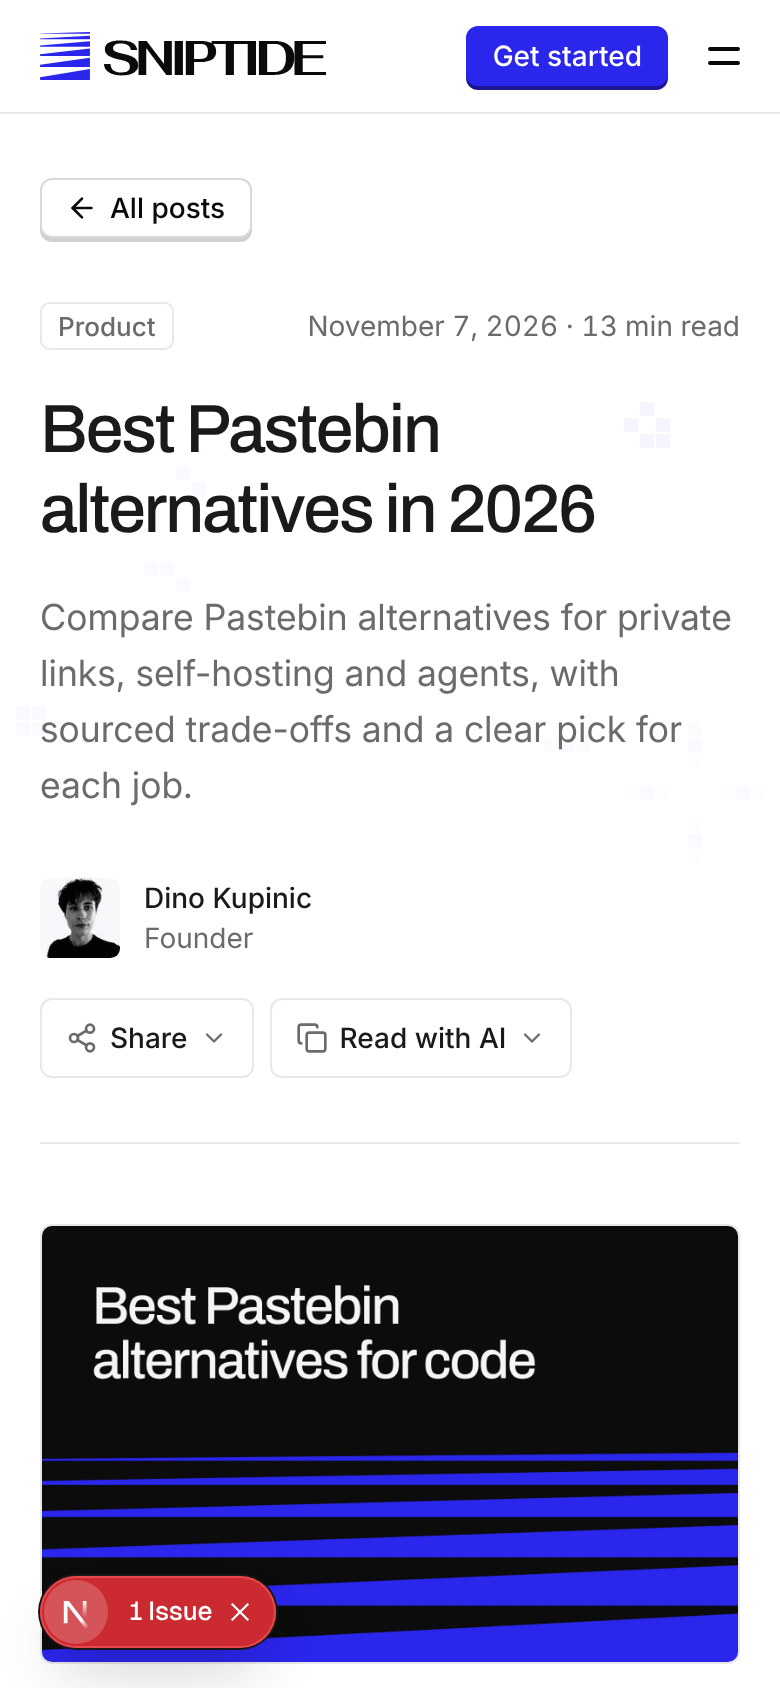 SNIPTIDE
Get started
All posts
Product
November 7, 2026 · 13 min read
Best Pastebin
alternatives in 2026
Compare Pastebin alternatives for private
links, self-hosting and agents, with
sourced trade-offs and a clear pick for
each job.
Dino Kupinic
Founder
Share
Read with AI
Best Pastebin
alternatives for code
N
1 Issue